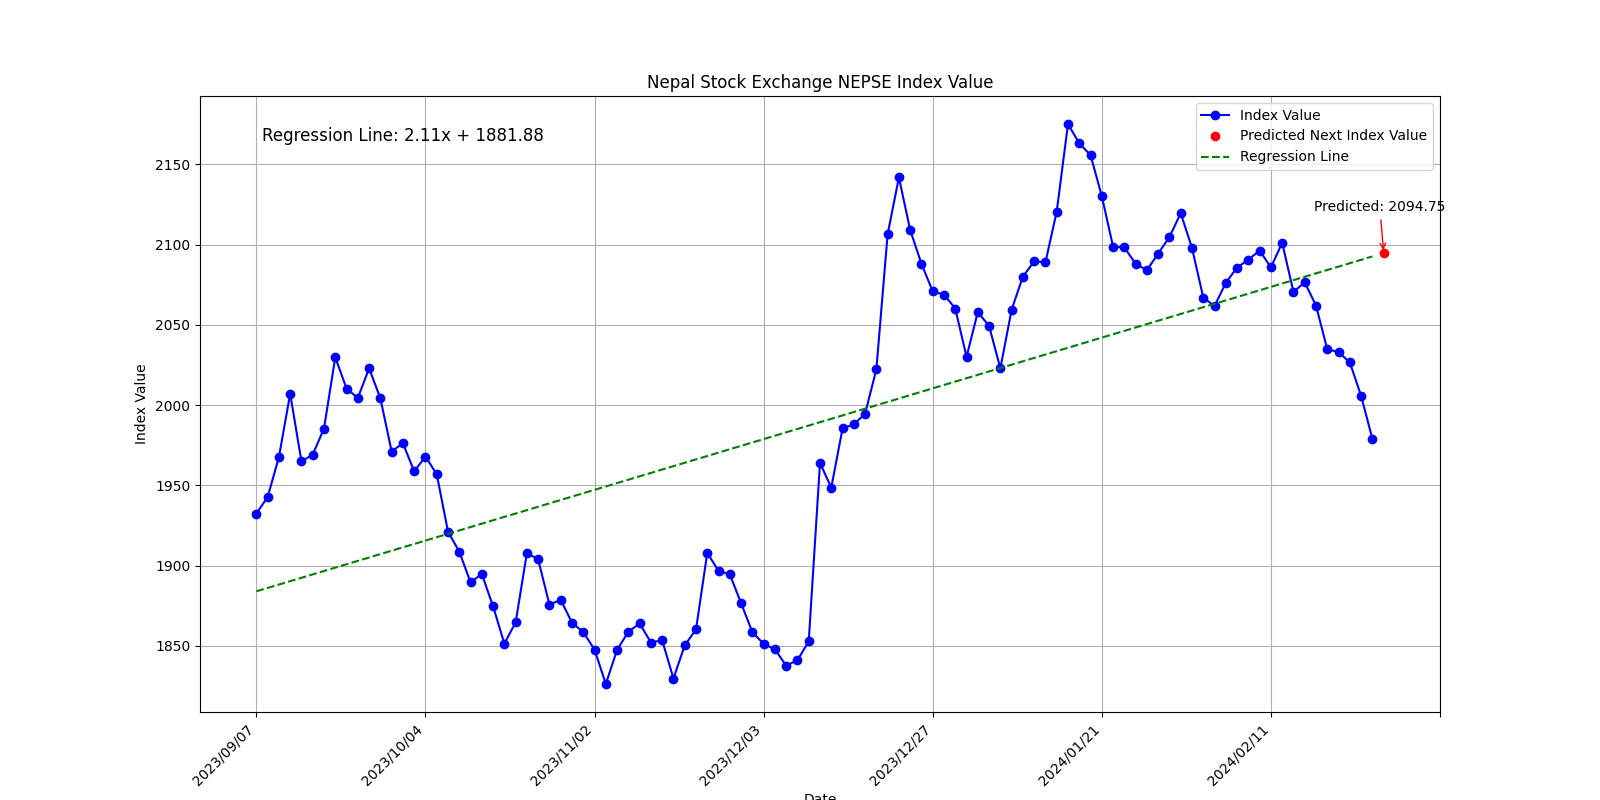 Nepal Stock Exchange NEPSE Index Value
Regression Line: 2.11x + 1881.88
Index Value
Predicted Next Index Value
Regression Line
Predicted: 2094.75
2150
2100
2050
2000
1950
1900
1850
Index Value
2023/09/07
2023/10/04
2023/11/02
2023/12/03
2023/12/27
2024/01/21
2024/02/11
Date